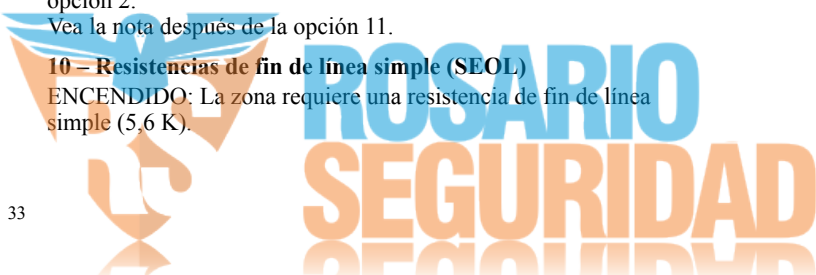 opción 2.
Vea la nota después de la opción 11.
10 – Resistencias de fin de línea simple (SEOL)
ENCENDIDO: La zona requiere una resistencia de fin de línea
simple (5,6 K).
33
ROSARIO
SEGURIDAD